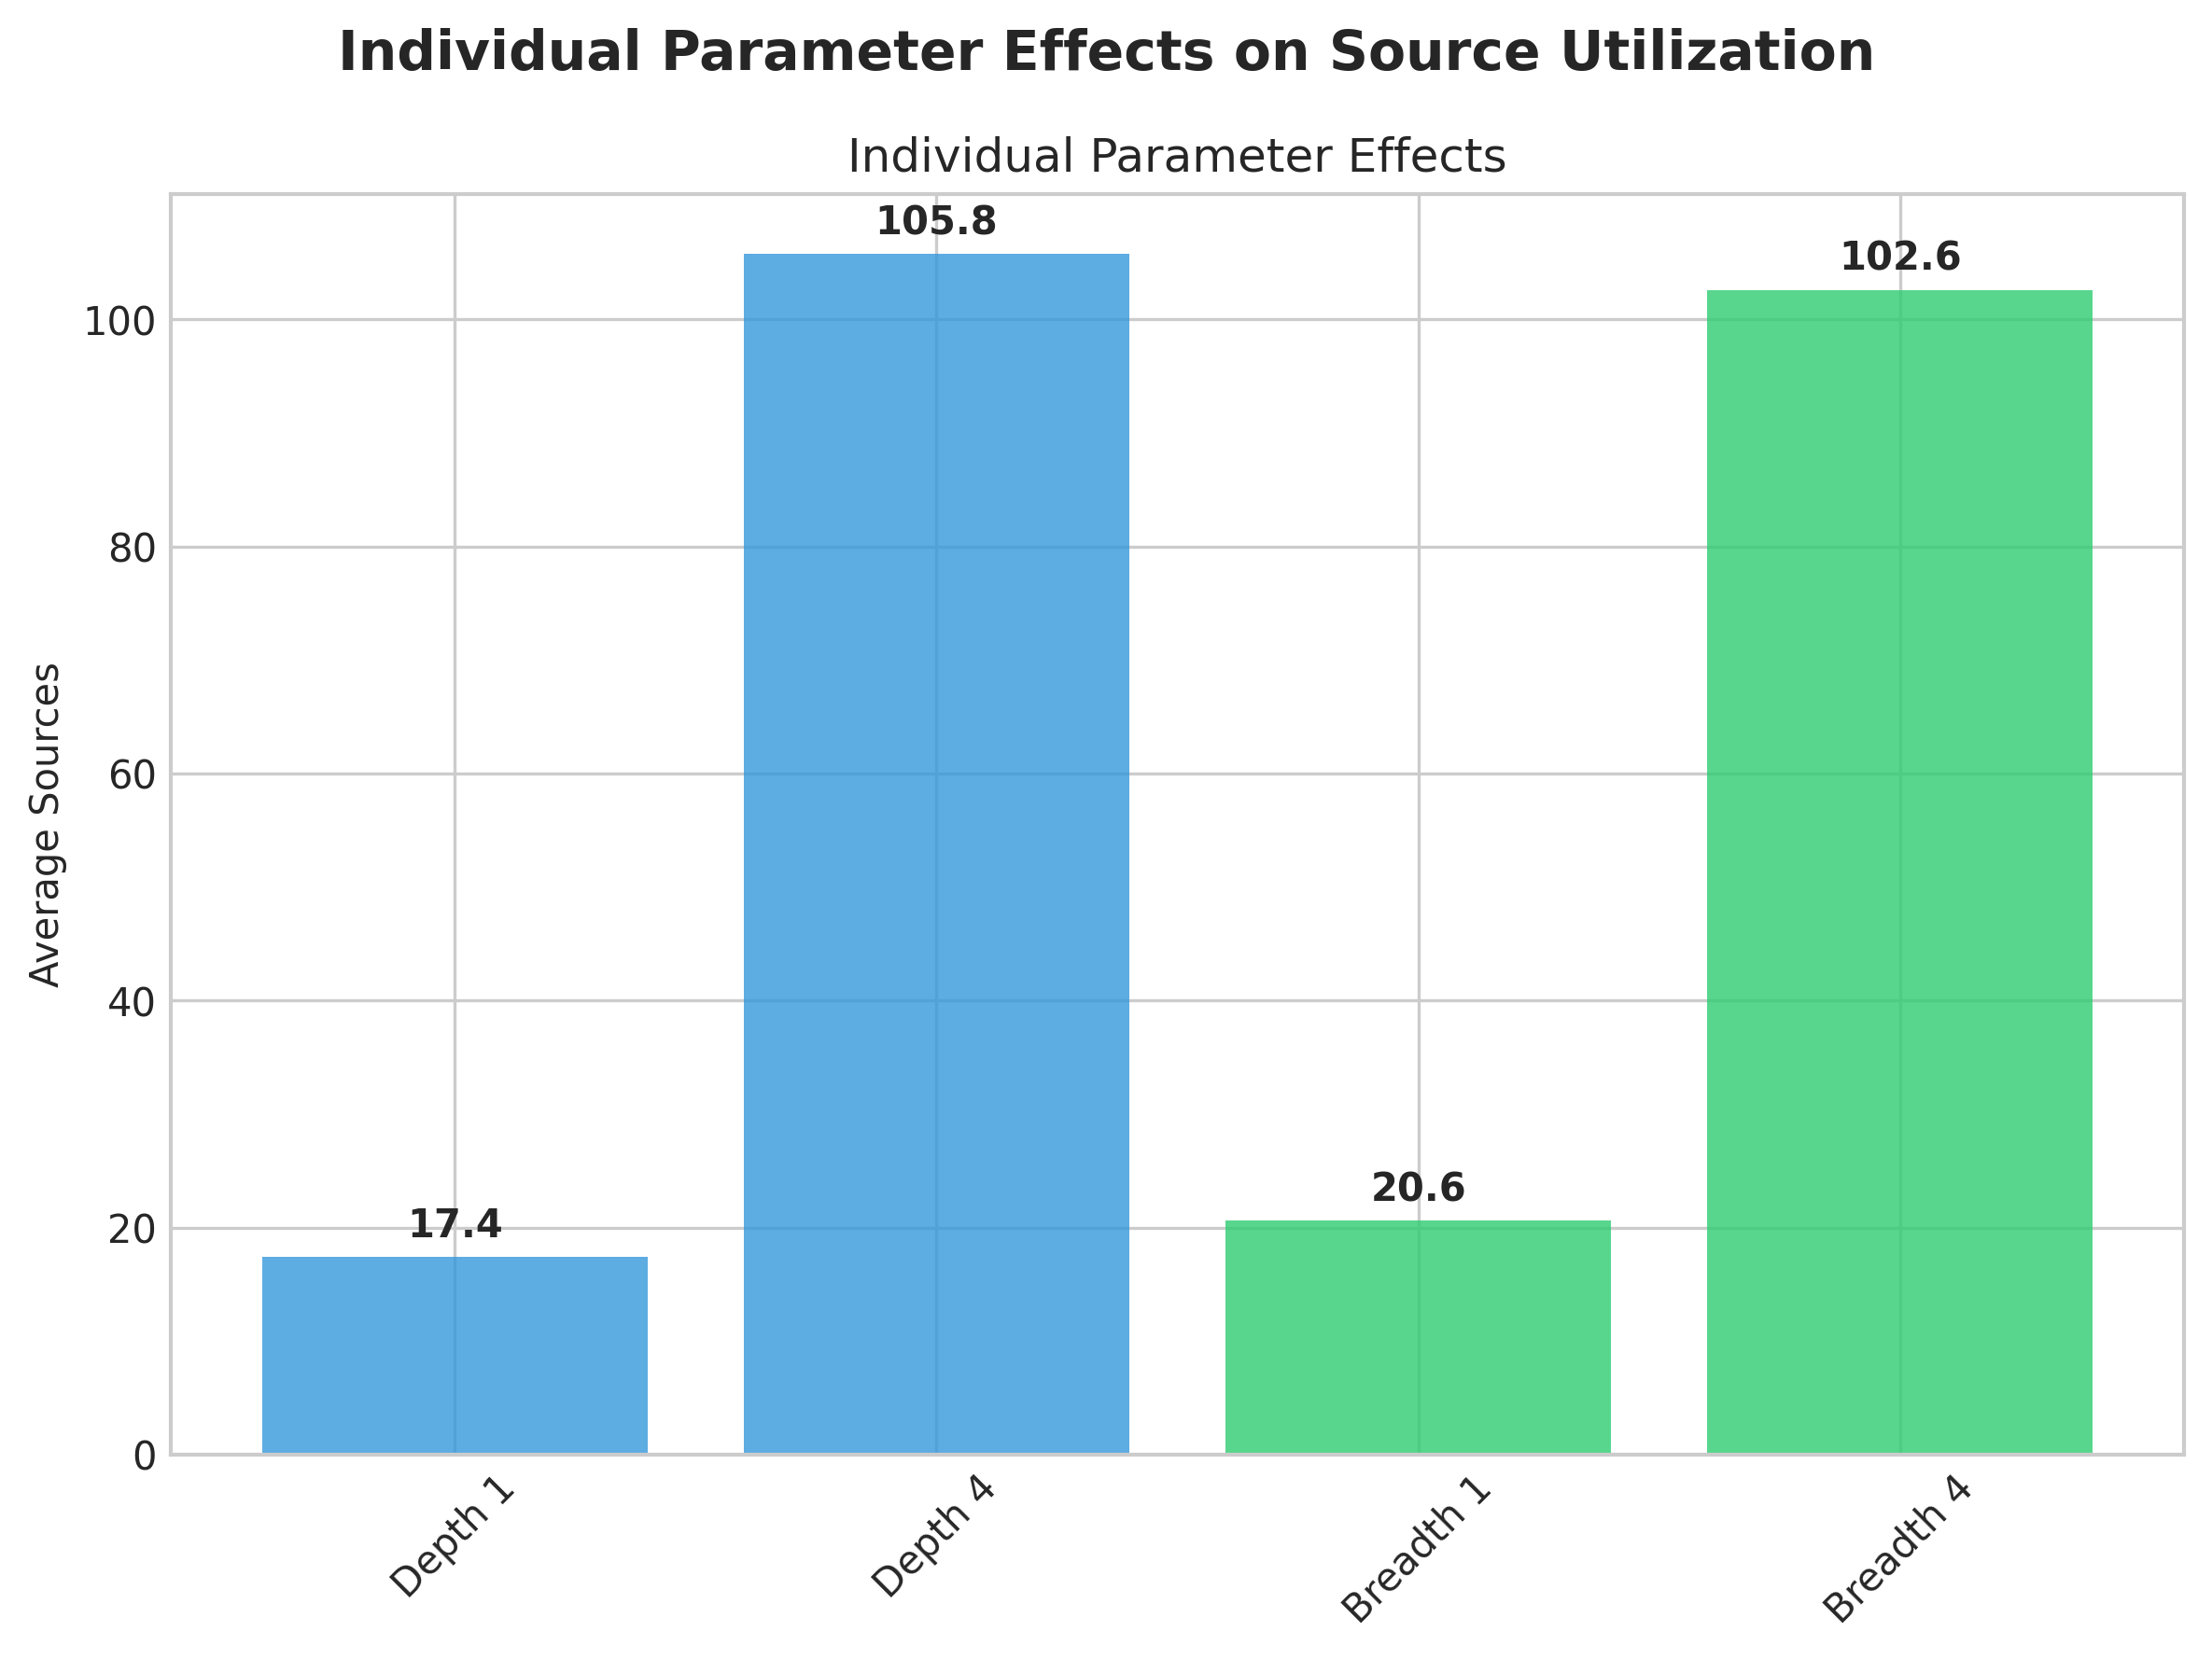 Individual Parameter Effects on Source Utilization
Individual Parameter Effects
Average Sources
100
80
60
40
20
0
17.4
105.8
20.6
102.6
Depth 1
Depth 4
Breadth 1
Breadth 4